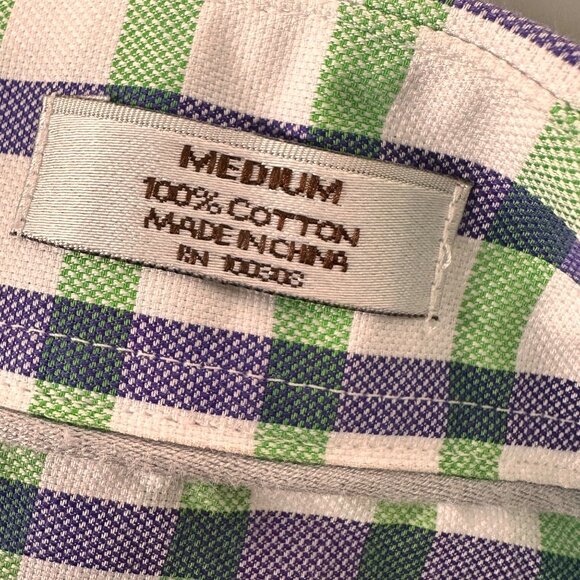 MEDIUM
100% COTTON
MADE IN CHINA
RN 100303